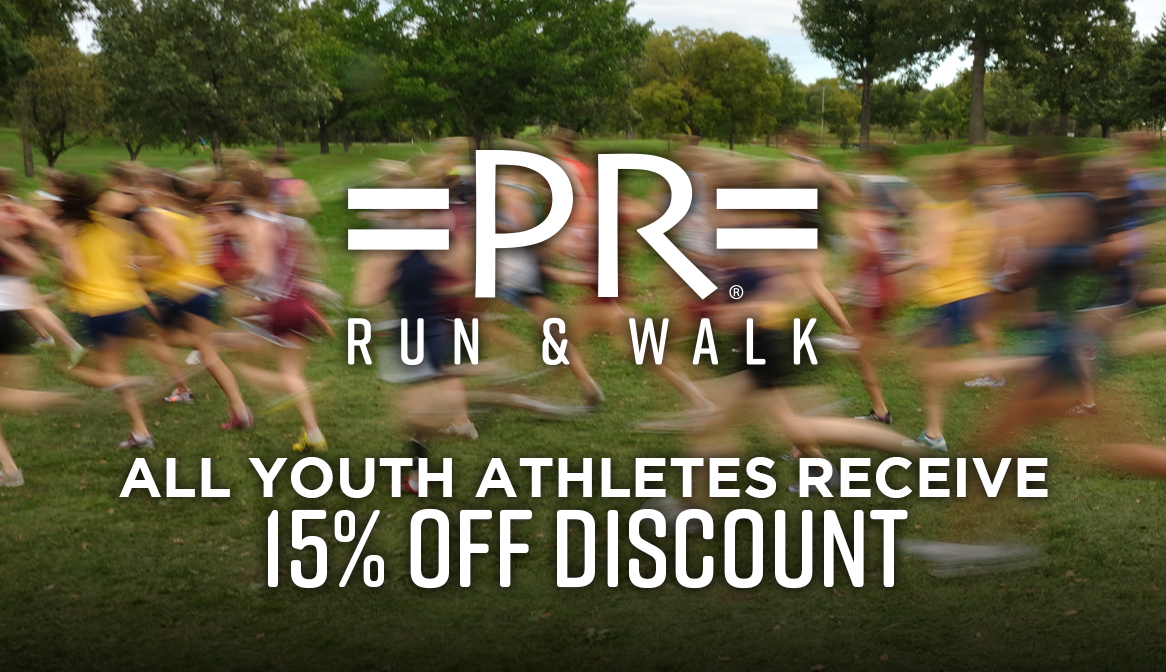 =PR=®
RUN & WALK
ALL YOUTH ATHLETES RECEIVE
15% OFF DISCOUNT